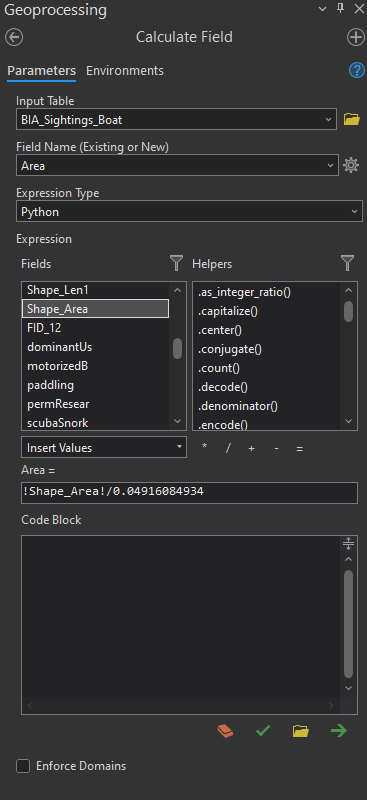 Geoprocessing
Calculate Field
Parameters Environments
Input Table
BIA_Sightings_Boat
Field Name (Existing or New)
Area
Expression Type
Python
Expression
Fields
Helpers
Shape_Len1
Shape_Area
FID_12
dominantUs
motorizedB
paddling
permResear
scubaSnork
.as_integer_ratio()
.capitalize()
.center()
.conjugate()
.count()
.decode()
.denominator()
.encode()
Insert Values
* / + - =
Area =
!Shape_Area!/0.04916084934
Code Block
Enforce Domains